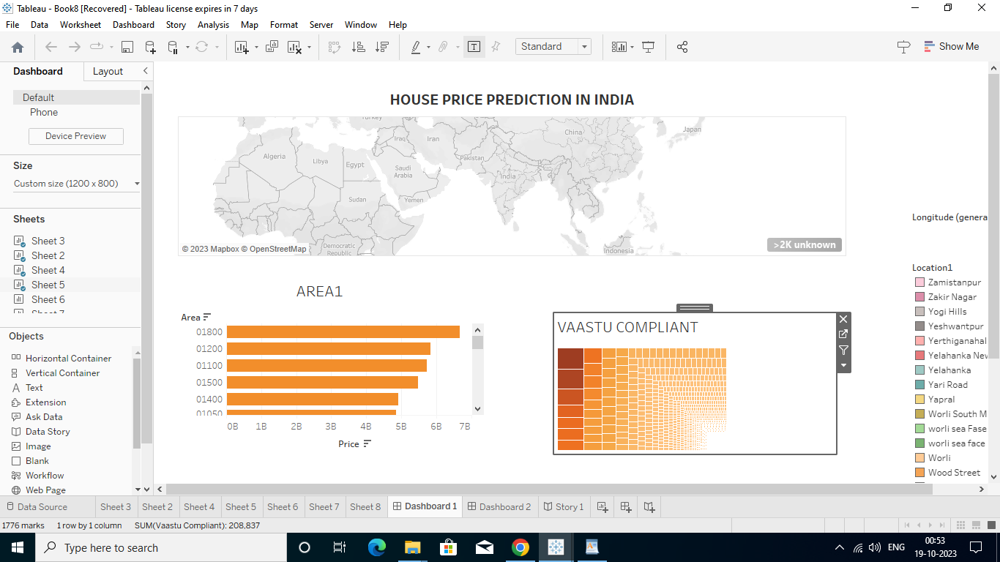 Tableau - Book8 [Recovered] - Tableau license expires in 7 days
File Data Worksheet Dashboard Story Analysis Map Format Server Window Help
Standard
Show Me
Dashboard Layout
Default
Phone
Device Preview
Size
Custom size (1200 x 800)
Sheets
Sheet 3
Sheet 2
Sheet 4
Sheet 5
Sheet 6
Objects
Horizontal Container
Vertical Container
Text
Extension
Ask Data
Data Story
Image
Blank
Workflow
Web Page
HOUSE PRICE PREDICTION IN INDIA
Turkey
China
Japan
Iraq
Iran
Algeria
Libya
Egypt
Pakistan
Saudi
Arabia
India
Sudan
Yemen
Democratic
Republic
Indonesia
© 2023 Mapbox © OpenStreetMap
>2K unknown
AREA1
Area
01800
01200
01100
01500
01400
01050
0B 1B 2B 3B 4B 5B 6B 7B
Price
VAASTU COMPLIANT
Longitude (genera
Location1
Zamistanpur
Zakir Nagar
Yogi Hills
Yeshwantpur
Yerthiganahal
Yelahanka Nev
Yelahanka
Yari Road
Yapral
Worli South M
worli sea Fase
worli sea face
Worli
Wood Street
Data Source Sheet 3 Sheet 2 Sheet 4 Sheet 5 Sheet 6 Sheet 7 Sheet 8 Dashboard 1 Dashboard 2 Story 1
1776 marks 1 row by 1 column SUM(Vaastu Compliant): 208,837
Type here to search
ENG
00:53
19-10-2023